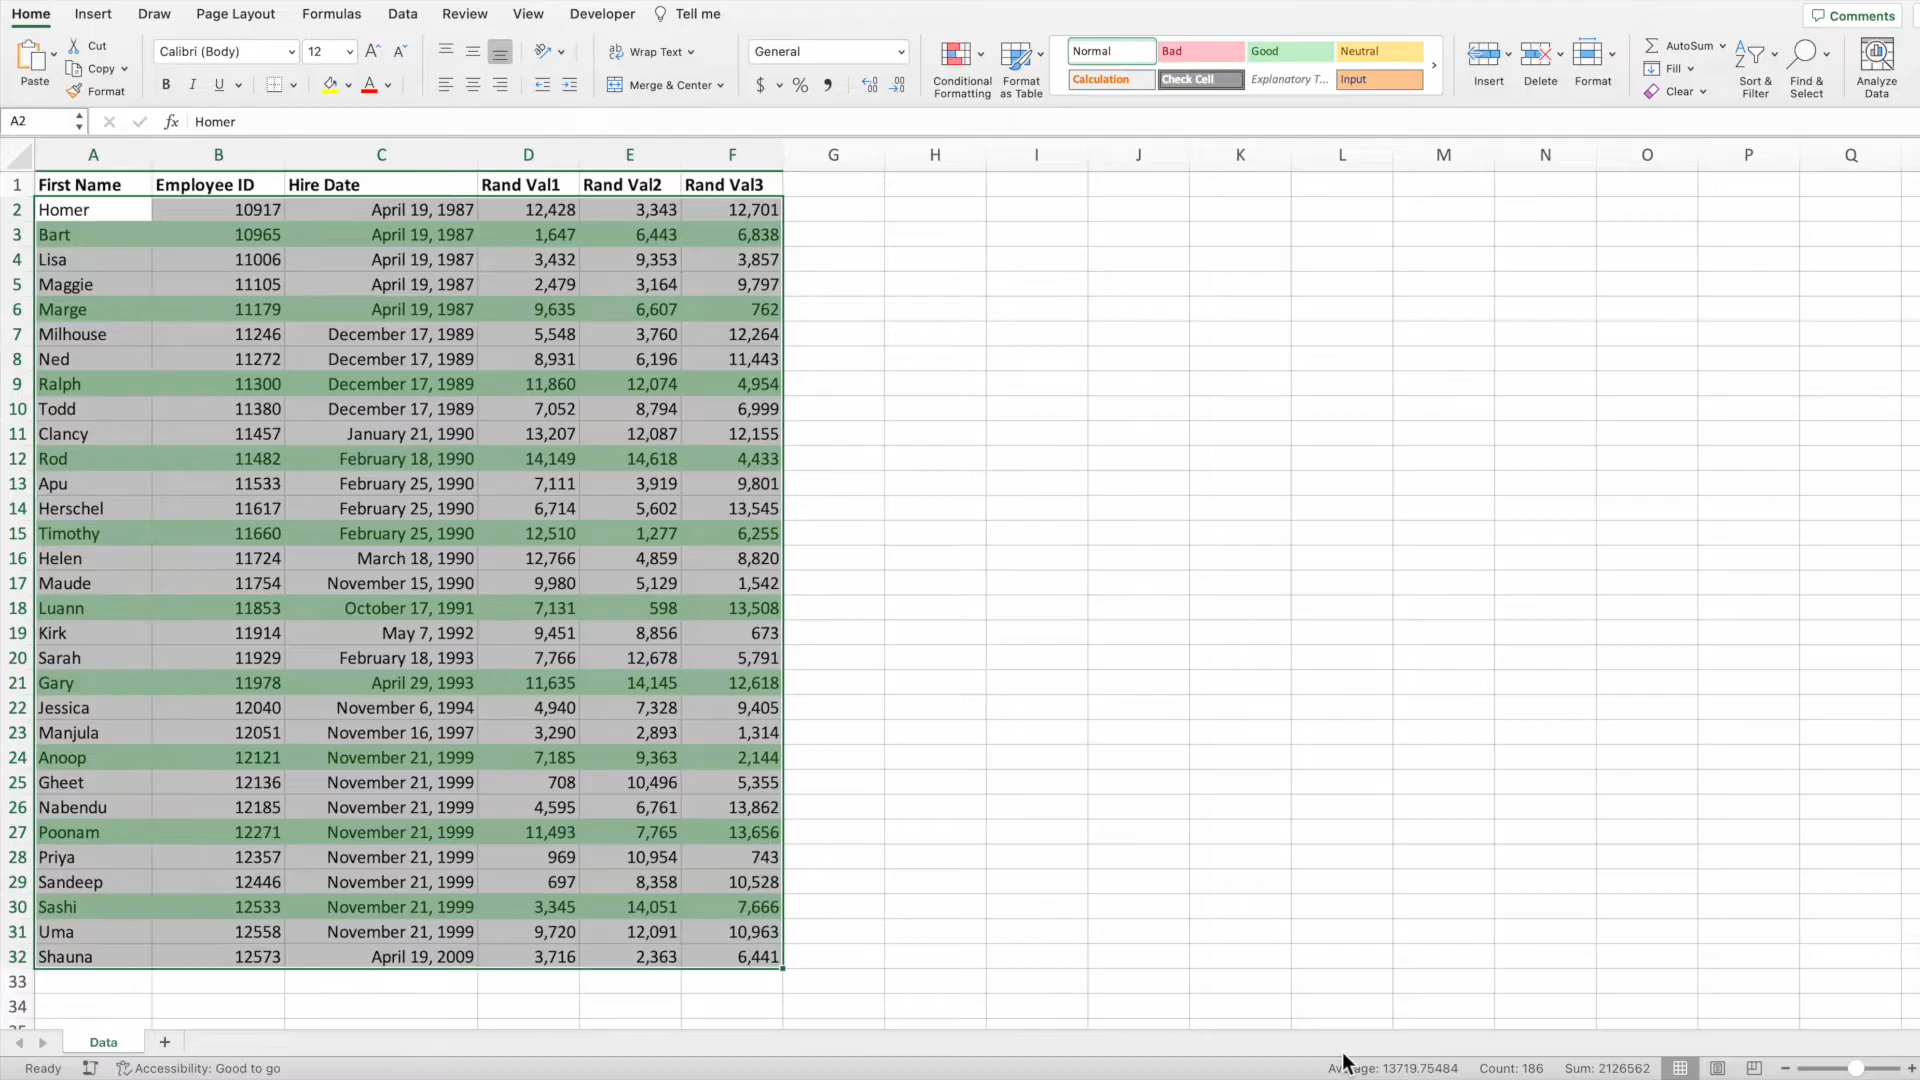 Home Insert Draw Page Layout Formulas Data Review View Developer Tell me Comments
Paste Cut Copy Format
Calibri (Body) 12 A A
B I U A
ab Wrap Text
Merge & Center
General
$ % ,
Conditional Formatting Format as Table
Normal Bad Good Neutral
Calculation Check Cell Explanatory T... Input
Insert Delete Format
AutoSum
Fill
Clear
Sort & Filter Find & Select Analyze Data
A2 fx Homer
A B C D E F G H I J K L M N O P Q
1 First Name Employee ID Hire Date Rand Val1 Rand Val2 Rand Val3
2 Homer 10917 April 19, 1987 12,428 3,343 12,701
3 Bart 10965 April 19, 1987 1,647 6,443 6,838
4 Lisa 11006 April 19, 1987 3,432 9,353 3,857
5 Maggie 11105 April 19, 1987 2,479 3,164 9,797
6 Marge 11179 April 19, 1987 9,635 6,607 762
7 Milhouse 11246 December 17, 1989 5,548 3,760 12,264
8 Ned 11272 December 17, 1989 8,931 6,196 11,443
9 Ralph 11300 December 17, 1989 11,860 12,074 4,954
10 Todd 11380 December 17, 1989 7,052 8,794 6,999
11 Clancy 11457 January 21, 1990 13,207 12,087 12,155
12 Rod 11482 February 18, 1990 14,149 14,618 4,433
13 Apu 11533 February 25, 1990 7,111 3,919 9,801
14 Herschel 11617 February 25, 1990 6,714 5,602 13,545
15 Timothy 11660 February 25, 1990 12,510 1,277 6,255
16 Helen 11724 March 18, 1990 12,766 4,859 8,820
17 Maude 11754 November 15, 1990 9,980 5,129 1,542
18 Luann 11853 October 17, 1991 7,131 598 13,508
19 Kirk 11914 May 7, 1992 9,451 8,856 673
20 Sarah 11929 February 18, 1993 7,766 12,678 5,791
21 Gary 11978 April 29, 1993 11,635 14,145 12,618
22 Jessica 12040 November 6, 1994 4,940 7,328 9,405
23 Manjula 12051 November 16, 1997 3,290 2,893 1,314
24 Anoop 12121 November 21, 1999 7,185 9,363 2,144
25 Gheet 12136 November 21, 1999 708 10,496 5,355
26 Nabendu 12185 November 21, 1999 4,595 6,761 13,862
27 Poonam 12271 November 21, 1999 11,493 7,765 13,656
28 Priya 12357 November 21, 1999 969 10,954 743
29 Sandeep 12446 November 21, 1999 697 8,358 10,528
30 Sashi 12533 November 21, 1999 3,345 14,051 7,666
31 Uma 12558 November 21, 1999 9,720 12,091 10,963
32 Shauna 12573 April 19, 2009 3,716 2,363 6,441
33
34
Data
Ready Accessibility: Good to go 13719.75484 Count: 186 Sum: 2126562